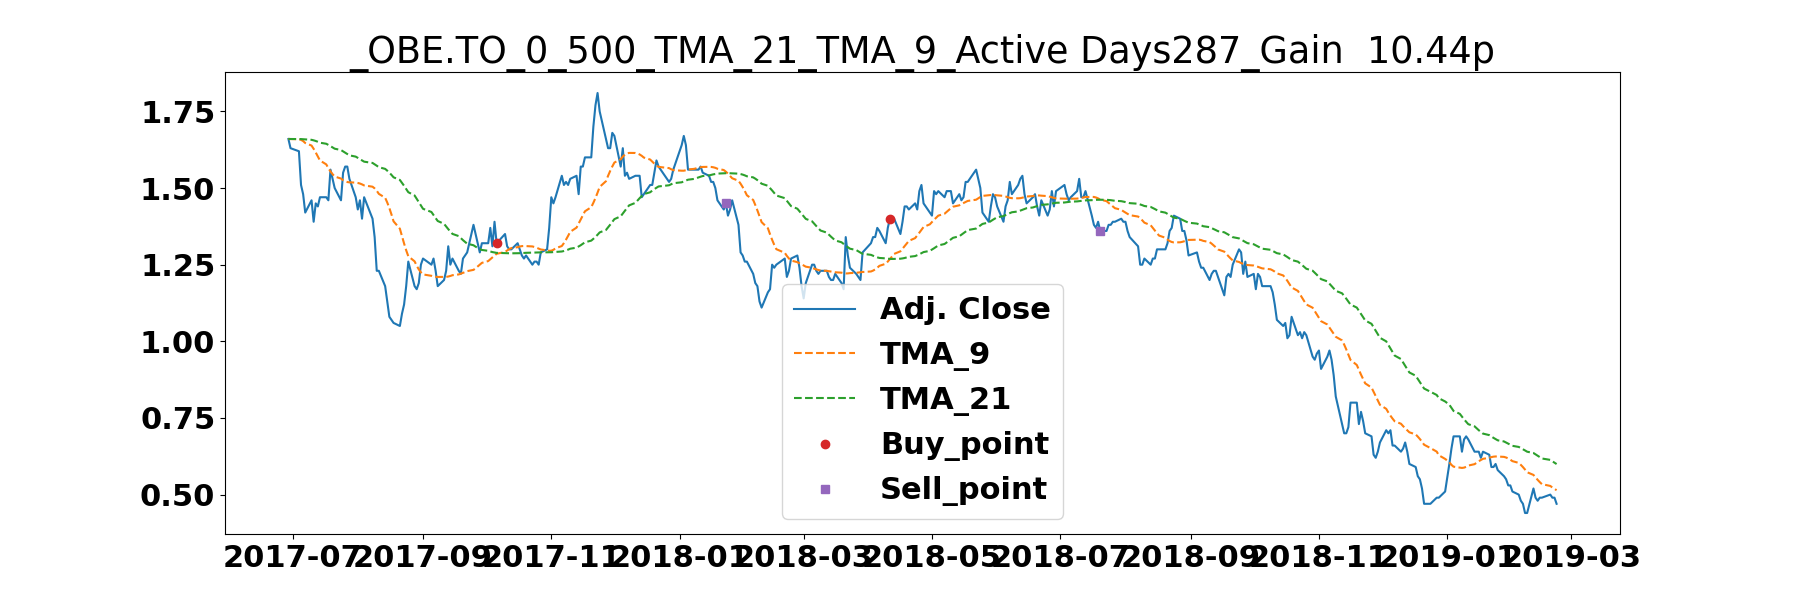 _OBE.TO_0_500_TMA_21_TMA_9_Active Days287_Gain  10.44p
1.75
1.50
1.25
1.00
0.75
0.50
Adj. Close
TMA_9
TMA_21
Buy_point
Sell_point
2017-07 2017-09 2017-11 2018-01 2018-03 2018-05 2018-07 2018-09 2018-11 2019-01 2019-03